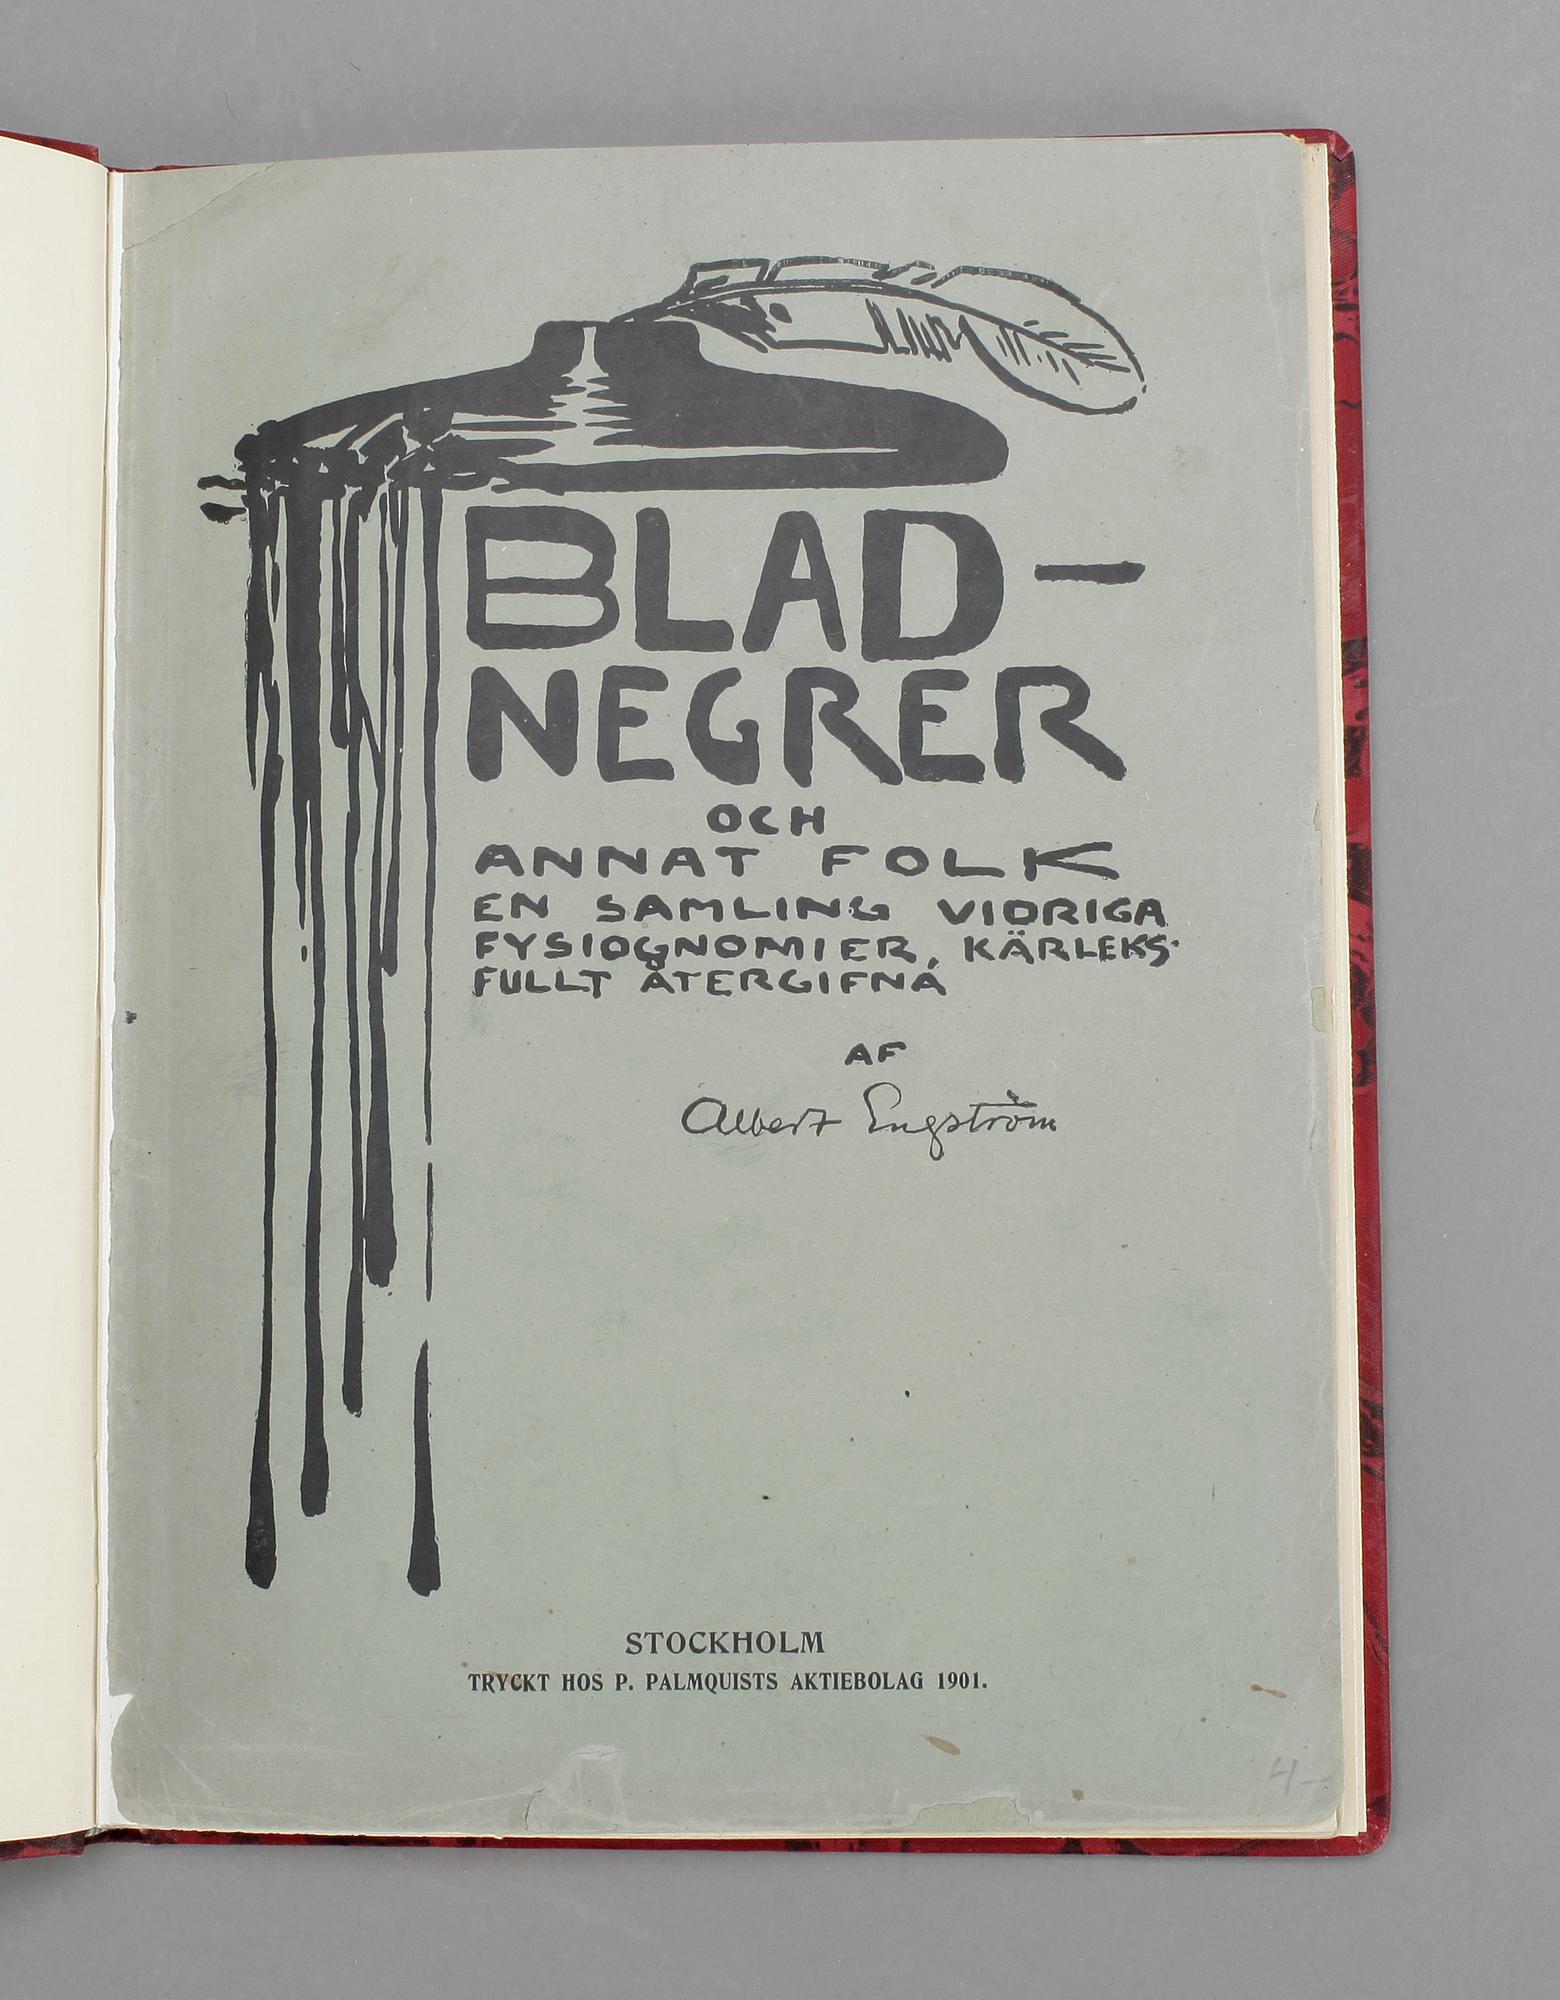 BLAD-
NEGRER
OCH
ANNAT FOLK
EN SAMLING VIDRIGA
FYSIOGNOMIER, KÄRLEKS-
FULLT ÅTERGIFNA
AF
Albert Engström
STOCKHOLM
TRYCKT HOS P. PALMQUISTS AKTIEBOLAG 1901.
4-